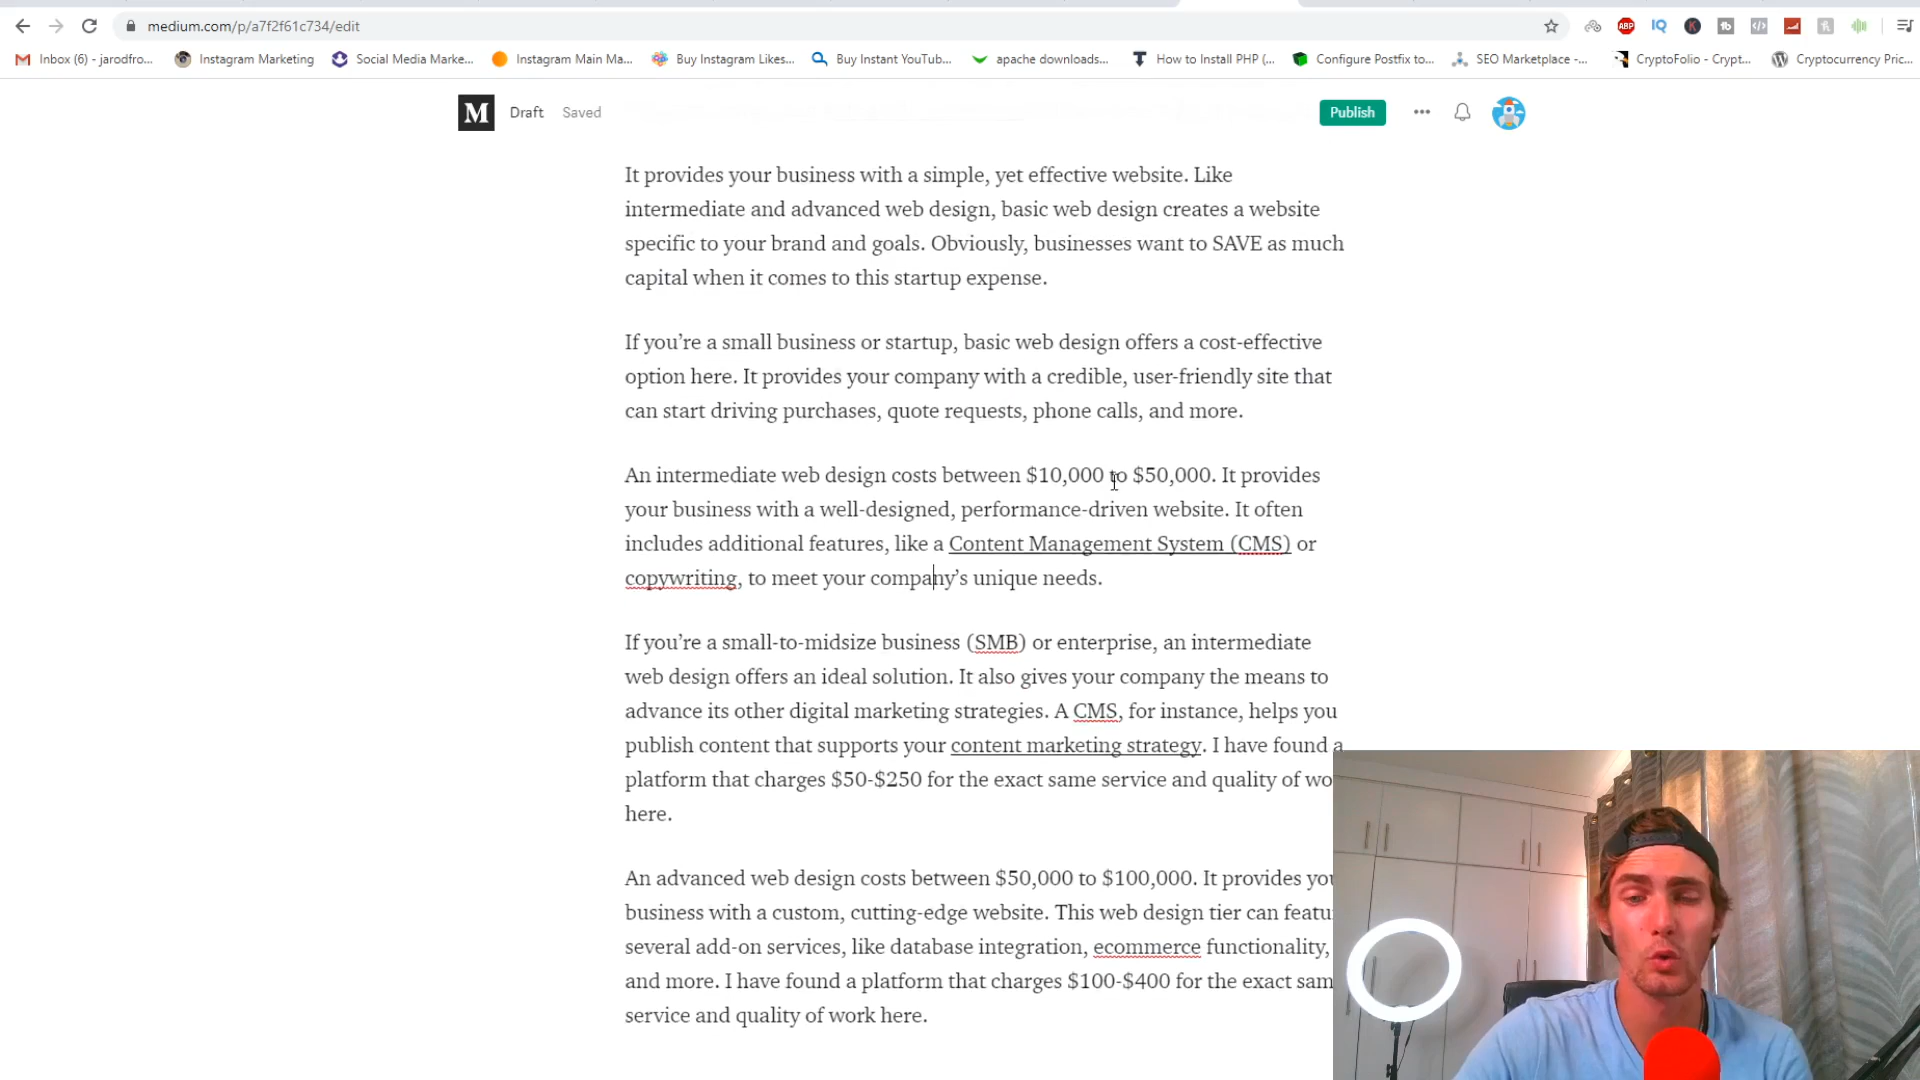 medium.com/p/a7f2f61c734/edit
ABP
IQ
K
tb
Inbox (6) - jarodfro...
Instagram Marketing
Social Media Marke...
Instagram Main Ma...
Buy Instagram Likes...
Buy Instant YouTub...
apache downloads...
How to Install PHP (...
Configure Postfix to...
SEO Marketplace -...
CryptoFolio - Crypt...
Cryptocurrency Pric...
M
Draft
Saved
Publish
It provides your business with a simple, yet effective website. Like
intermediate and advanced web design, basic web design creates a website
specific to your brand and goals. Obviously, businesses want to SAVE as much
capital when it comes to this startup expense.
If you’re a small business or startup, basic web design offers a cost-effective
option here. It provides your company with a credible, user-friendly site that
can start driving purchases, quote requests, phone calls, and more.
An intermediate web design costs between $10,000 to $50,000. It provides
your business with a well-designed, performance-driven website. It often
includes additional features, like a Content Management System (CMS) or
copywriting, to meet your company’s unique needs.
If you’re a small-to-midsize business (SMB) or enterprise, an intermediate
web design offers an ideal solution. It also gives your company the means to
advance its other digital marketing strategies. A CMS, for instance, helps you
publish content that supports your content marketing strategy. I have found a
platform that charges $50-$250 for the exact same service and quality of wo
here.
An advanced web design costs between $50,000 to $100,000. It provides you
business with a custom, cutting-edge website. This web design tier can featu
several add-on services, like database integration, ecommerce functionality,
and more. I have found a platform that charges $100-$400 for the exact sam
service and quality of work here.